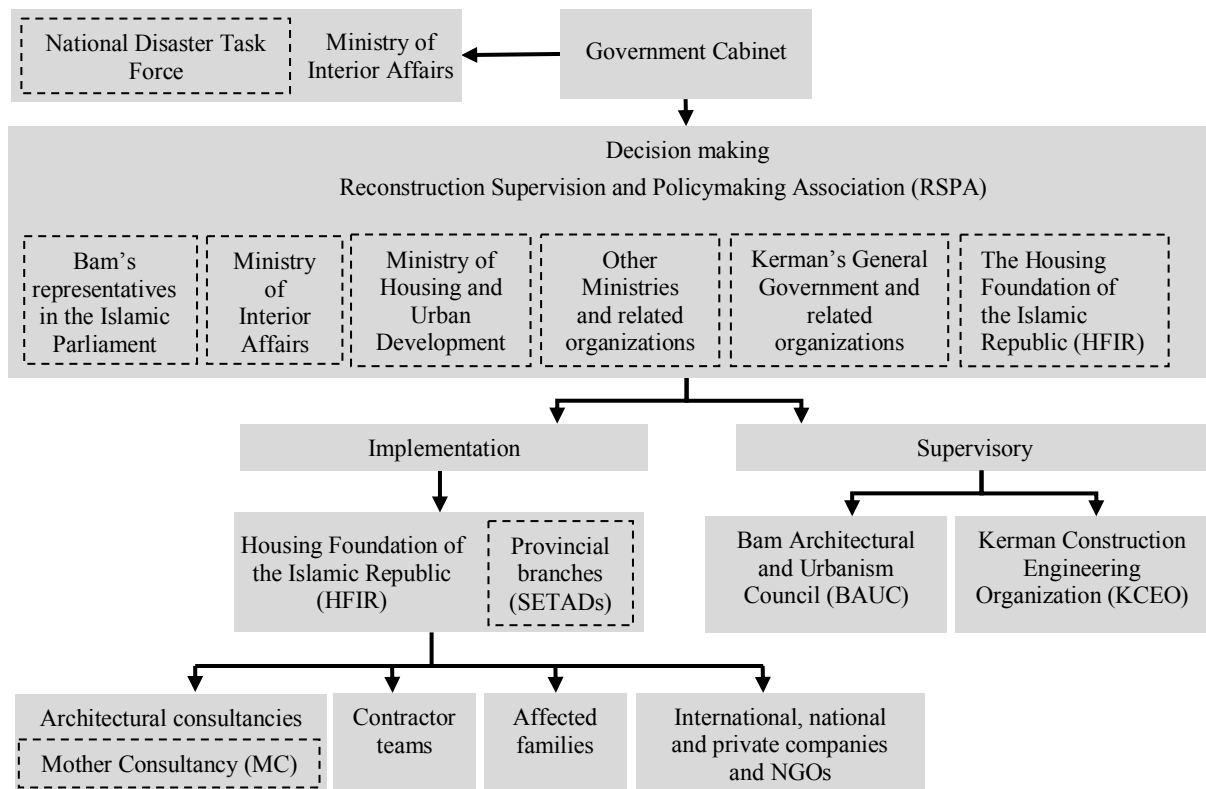 National Disaster Task
Force
Ministry of
Interior Affairs
Government Cabinet
Decision making
Reconstruction Supervision and Policymaking Association (RSPA)
Bam’s
representatives
in the Islamic
Parliament
Ministry
of
Interior
Affairs
Ministry of
Housing and
Urban
Development
Other
Ministries
and related
organizations
Kerman’s General
Government and
related
organizations
The Housing
Foundation of
the Islamic
Republic (HFIR)
Implementation
Supervisory
Housing Foundation of
the Islamic Republic
(HFIR)
Provincial
branches
(SETADs)
Bam Architectural
and Urbanism
Council (BAUC)
Kerman Construction
Engineering
Organization (KCEO)
Architectural consultancies
Mother Consultancy (MC)
Contractor
teams
Affected
families
International, national
and private companies
and NGOs